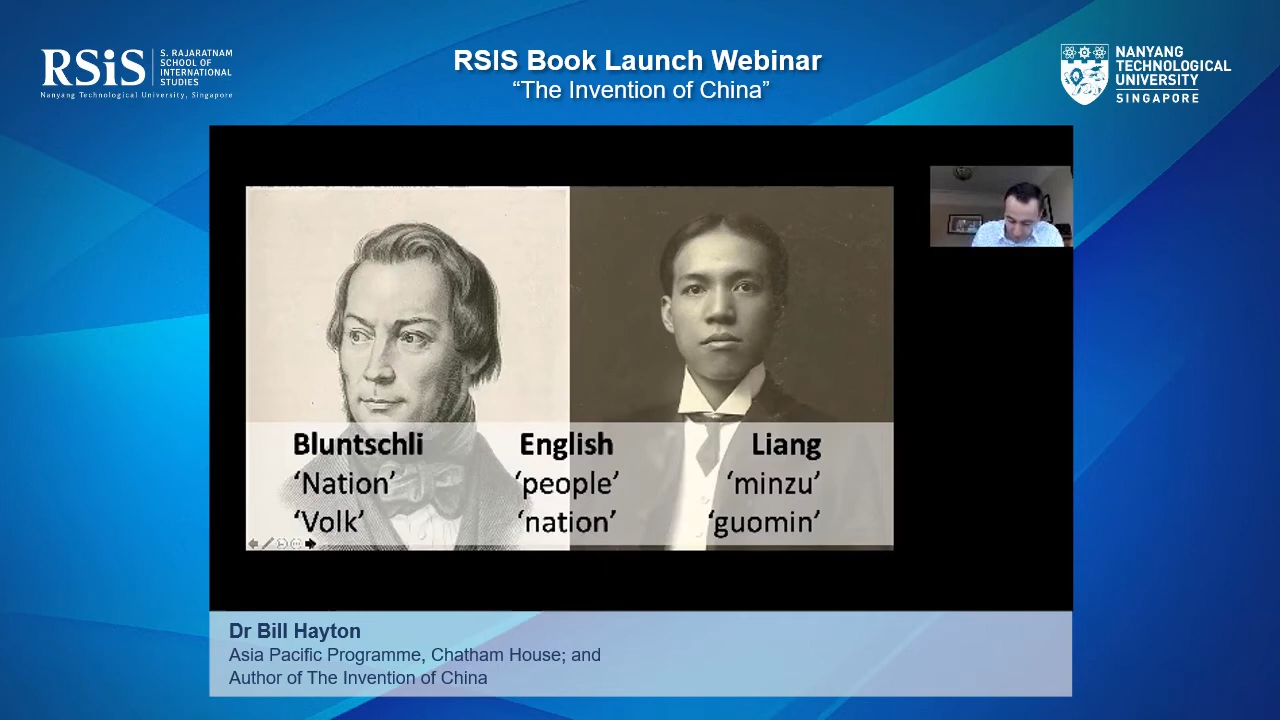 RSiS
S. RAJARATNAM
SCHOOL OF
INTERNATIONAL
STUDIES
Nanyang Technological University, Singapore
RSIS Book Launch Webinar
“The Invention of China”
NANYANG
TECHNOLOGICAL
UNIVERSITY
SINGAPORE
Bluntschli English Liang
‘Nation’ ‘people’ ‘minzu’
‘Volk’ ‘nation’ ‘guomin’
Dr Bill Hayton
Asia Pacific Programme, Chatham House; and
Author of The Invention of China